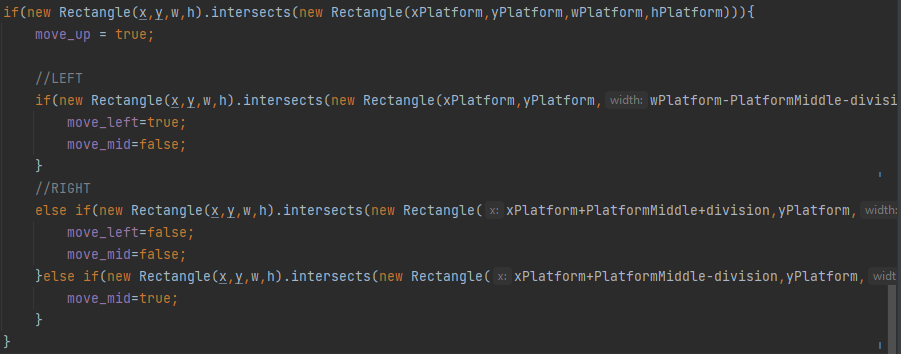 if(new Rectangle(x,y,w,h).intersects(new Rectangle(xPlatform,yPlatform,wPlatform,hPlatform))){
move_up = true;
//LEFT
if(new Rectangle(x,y,w,h).intersects(new Rectangle(xPlatform,yPlatform, width: wPlatform-PlatformMiddle-divisi
move_left=true;
move_mid=false;
}
//RIGHT
else if(new Rectangle(x,y,w,h).intersects(new Rectangle( x: xPlatform+PlatformMiddle+division,yPlatform, width:
move_left=false;
move_mid=false;
}else if(new Rectangle(x,y,w,h).intersects(new Rectangle( x: xPlatform+PlatformMiddle-division,yPlatform, widt
move_mid=true;
}
}